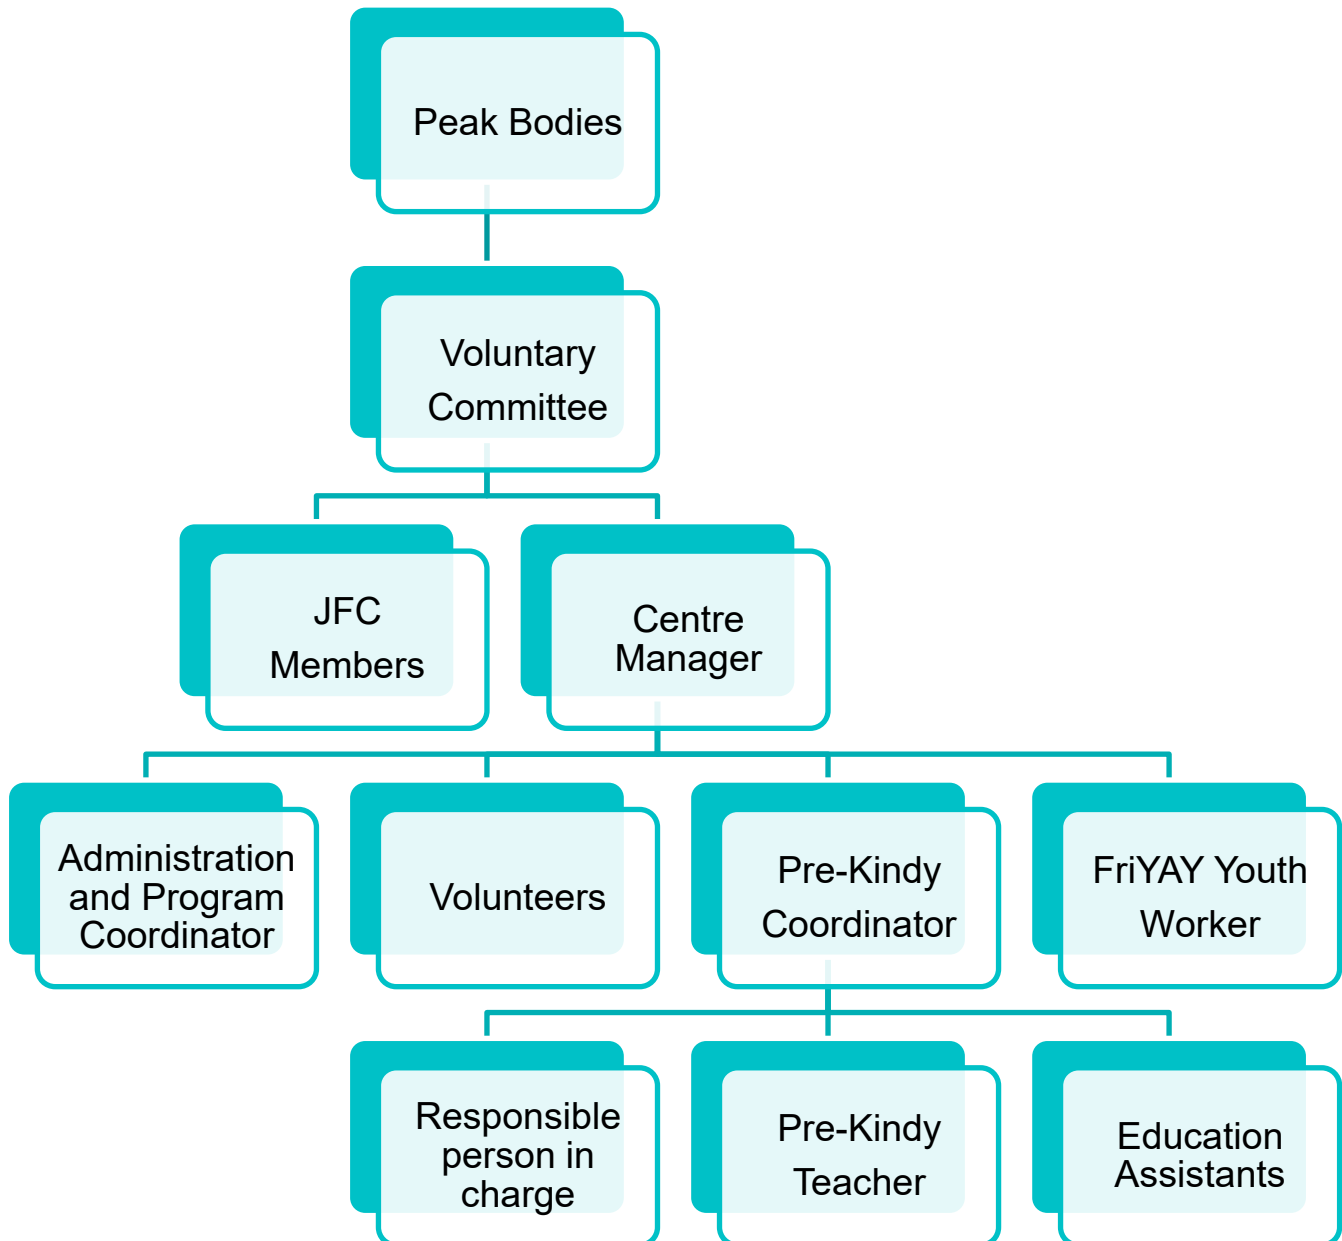 Peak Bodies
Voluntary
Committee
JFC
Members
Centre
Manager
Administration
and Program
Coordinator
Volunteers
Pre-Kindy
Coordinator
FriYAY Youth
Worker
Responsible
person in
charge
Pre-Kindy
Teacher
Education
Assistants